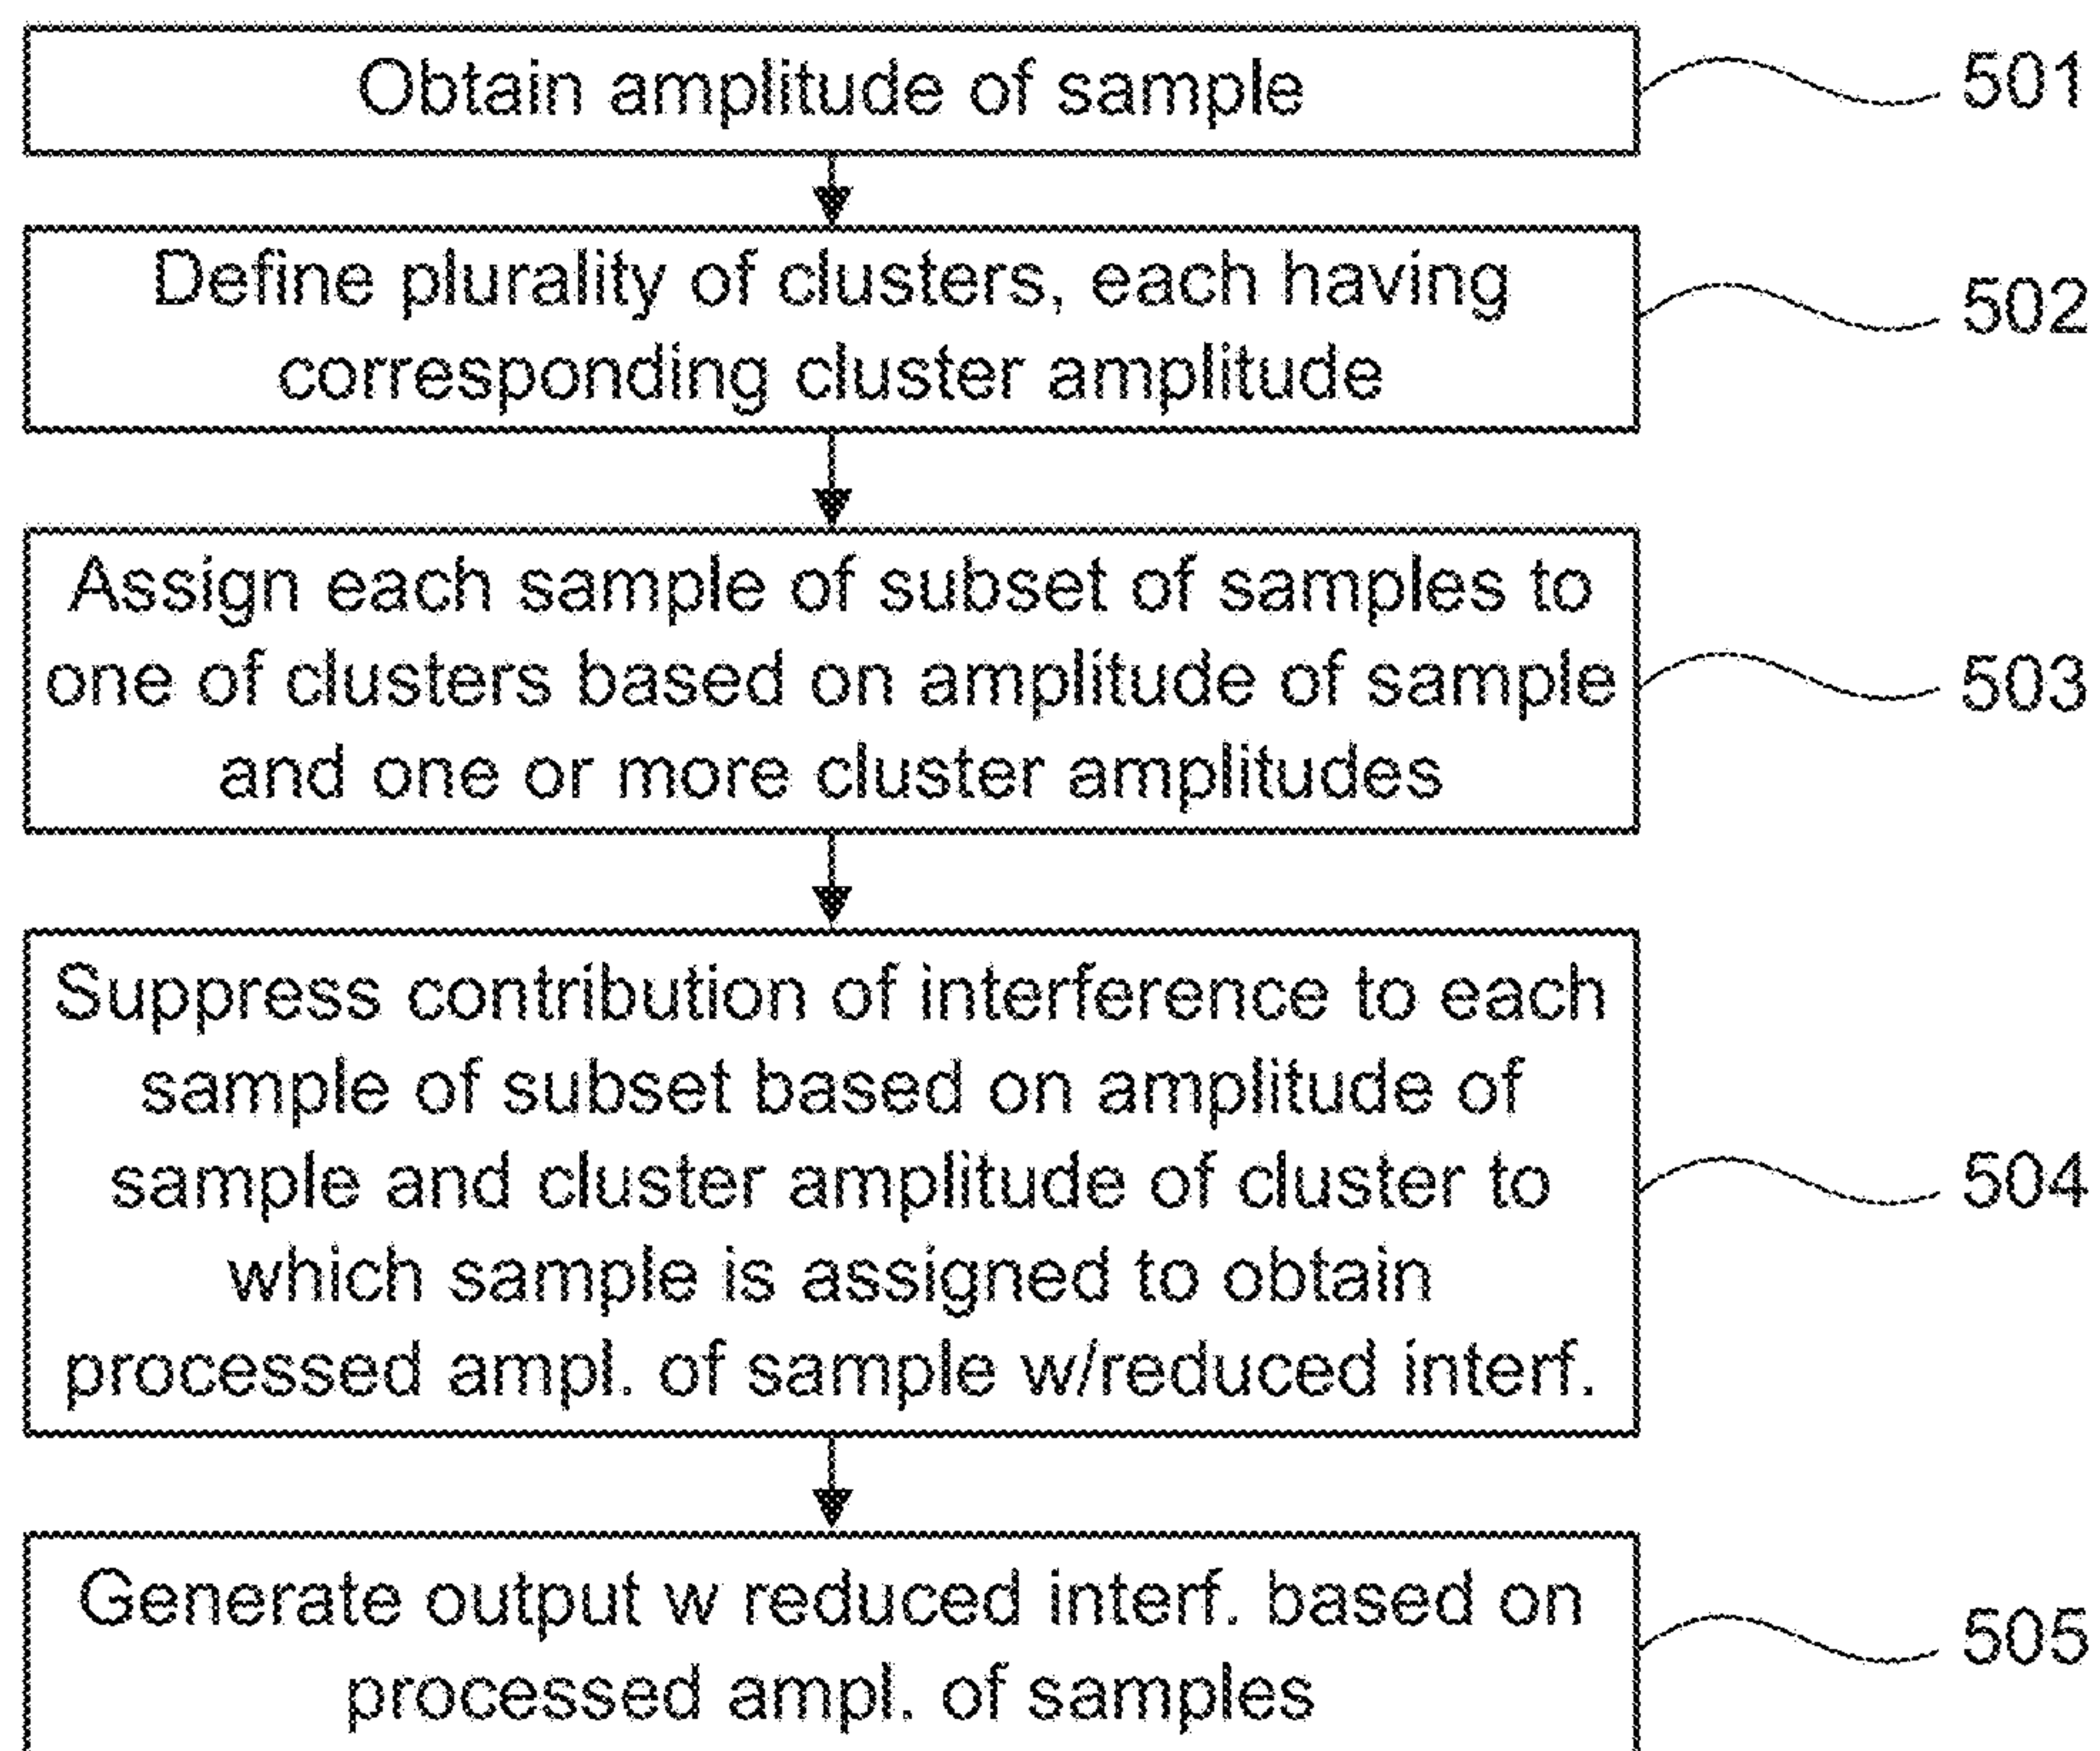 Obtain amplitude of sample
501
Define plurality of clusters, each having
corresponding cluster amplitude
502
Assign each sample of subset of samples to
one of clusters based on amplitude of sample
and one or more cluster amplitudes
503
Suppress contribution of interference to each
sample of subset based on amplitude of
sample and cluster amplitude of cluster to
which sample is assigned to obtain
processed ampl. of sample w/reduced interf.
504
Generate output w reduced interf. based on
processed ampl. of samples
505